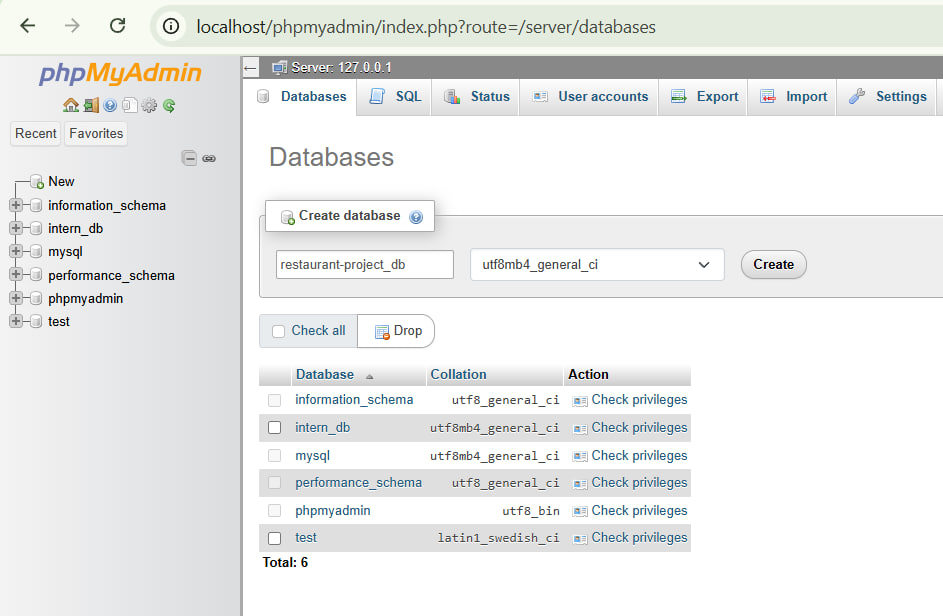 localhost/phpmyadmin/index.php?route=/server/databases
phpMyAdmin
Recent Favorites
New
information_schema
intern_db
mysql
performance_schema
phpmyadmin
test
Server: 127.0.0.1
Databases SQL Status User accounts Export Import Settings
Databases
Create database
restaurant-project_db utf8mb4_general_ci Create
Check all Drop
Database Collation Action
information_schema utf8_general_ci Check privileges
intern_db utf8mb4_general_ci Check privileges
mysql utf8mb4_general_ci Check privileges
performance_schema utf8_general_ci Check privileges
phpmyadmin utf8_bin Check privileges
test latin1_swedish_ci Check privileges
Total: 6